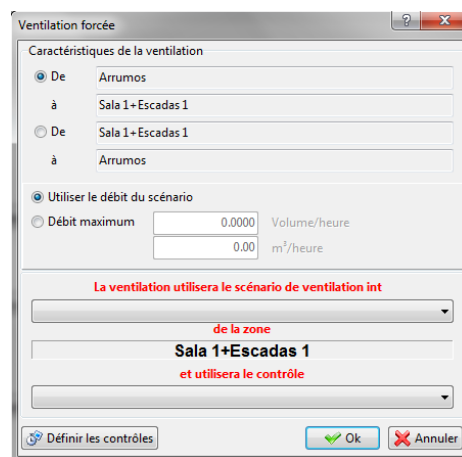 Ventilation forcée
Caractéristiques de la ventilation
De Arrumos
à Sala 1+Escadas 1
De Sala 1+Escadas 1
à Arrumos
Utiliser le débit du scénario
Débit maximum 0.0000 Volume/heure
0.00 m³/heure
La ventilation utilisera le scénario de ventilation int
de la zone
Sala 1+Escadas 1
et utilisera le contrôle
Définir les contrôles Ok Annuler